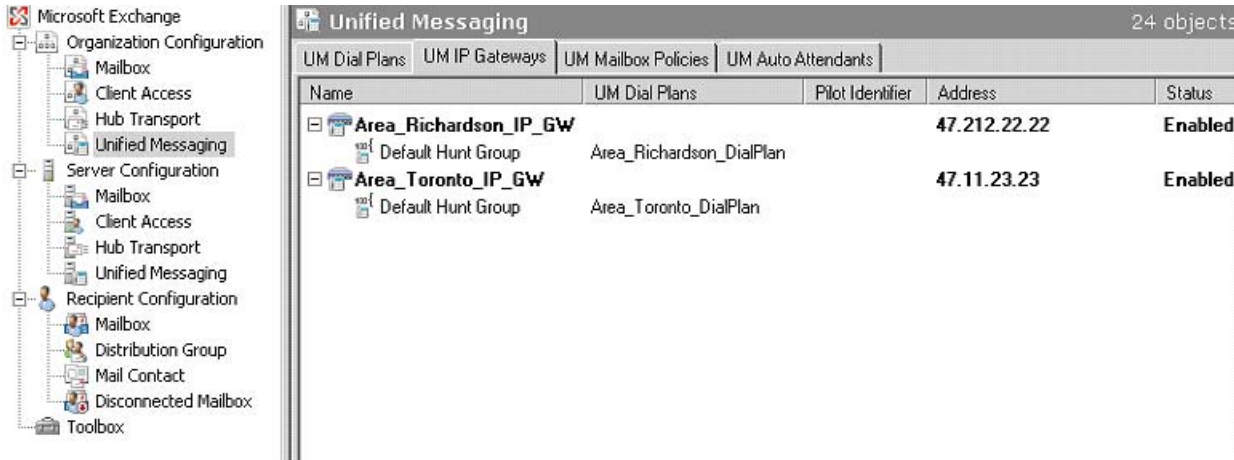 Microsoft Exchange
Organization Configuration
Mailbox
Client Access
Hub Transport
Unified Messaging
Server Configuration
Mailbox
Client Access
Hub Transport
Unified Messaging
Recipient Configuration
Mailbox
Distribution Group
Mail Contact
Disconnected Mailbox
Toolbox
Unified Messaging 24 objects
UM Dial Plans UM IP Gateways UM Mailbox Policies UM Auto Attendants
Name UM Dial Plans Pilot Identifier Address Status
Area_Richardson_IP_GW 47.212.22.22 Enabled
Default Hunt Group Area_Richardson_DialPlan
Area_Toronto_IP_GW 47.11.23.23 Enabled
Default Hunt Group Area_Toronto_DialPlan